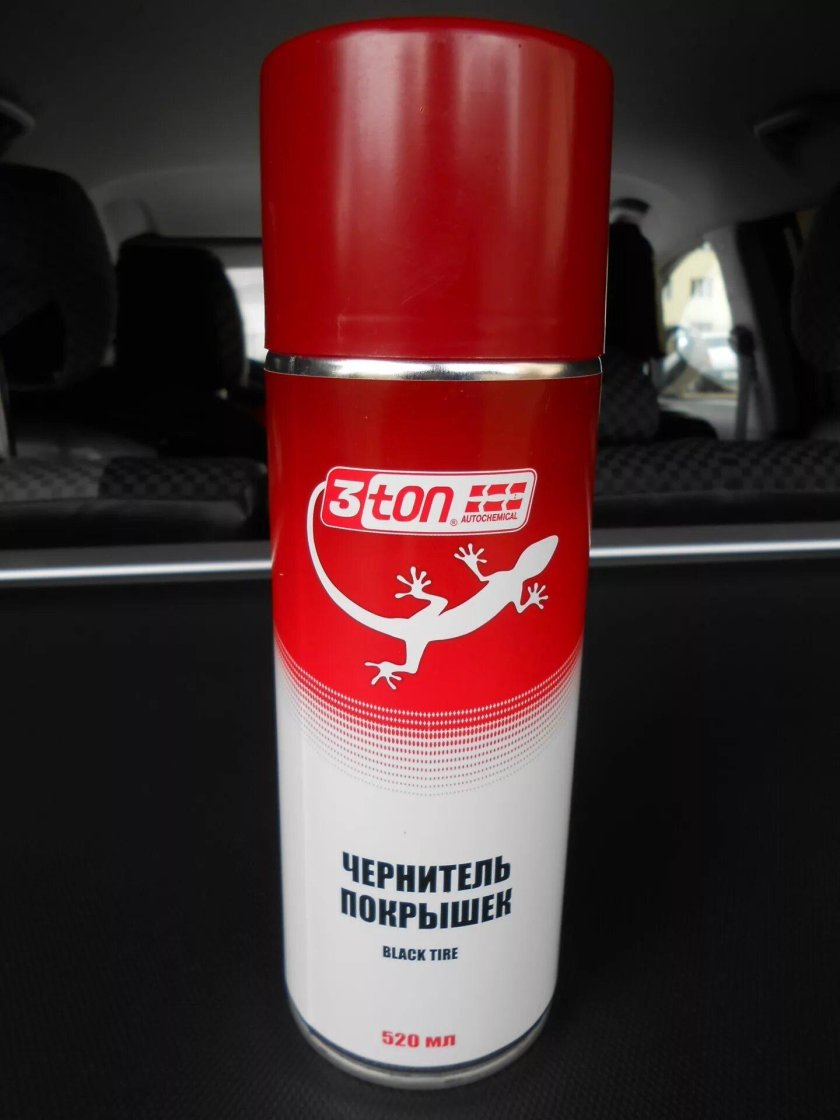 3ton
® AUTOCHEMICAL
ЧЕРНИТЕЛЬ
ПОКРЫШЕК
BLACK TIRE
520 мл